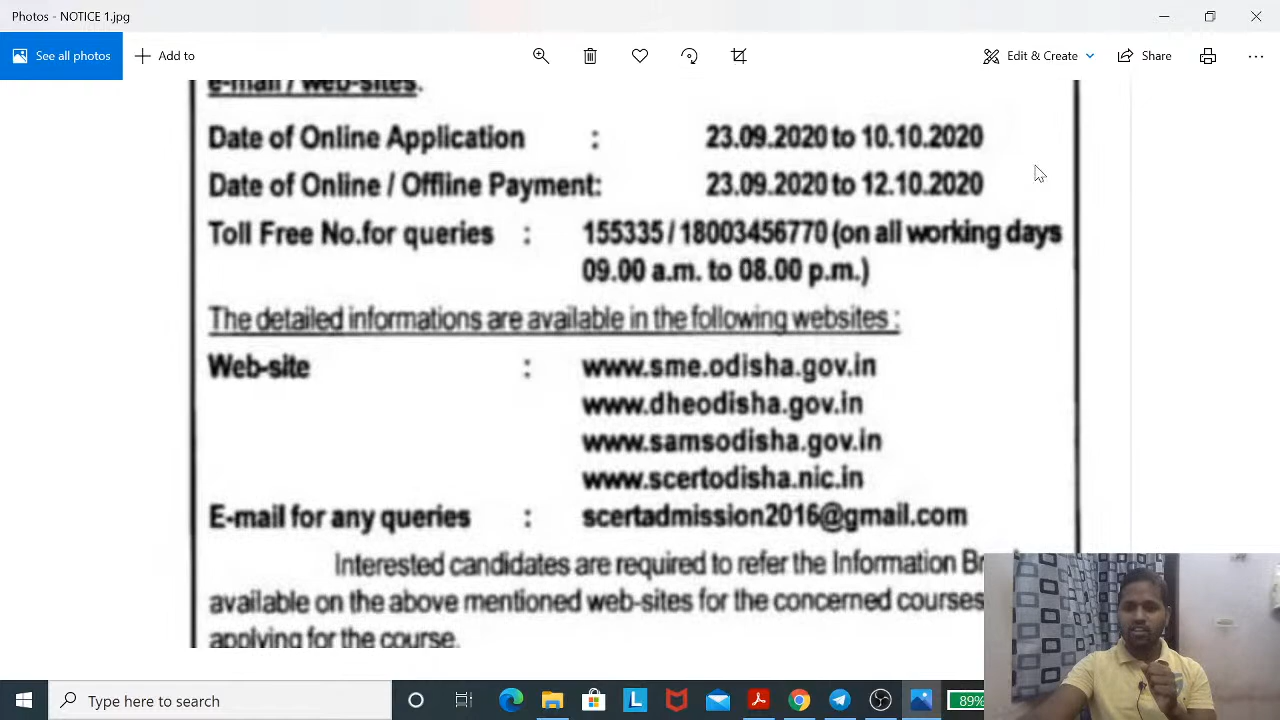 Photos - NOTICE 1.jpg
See all photos
Add to
Edit & Create
Share
e-mail / web-sites.
Date of Online Application : 23.09.2020 to 10.10.2020
Date of Online / Offline Payment: 23.09.2020 to 12.10.2020
Toll Free No.for queries : 155335 / 18003456770 (on all working days
09.00 a.m. to 08.00 p.m.)
The detailed informations are available in the following websites :
Web-site : www.sme.odisha.gov.in
www.dheodisha.gov.in
www.samsodisha.gov.in
www.scertodisha.nic.in
E-mail for any queries : scertadmission2016@gmail.com
Interested candidates are required to refer the Information
available on the above mentioned web-sites for the concerned courses
applying for the course.
Type here to search
89%